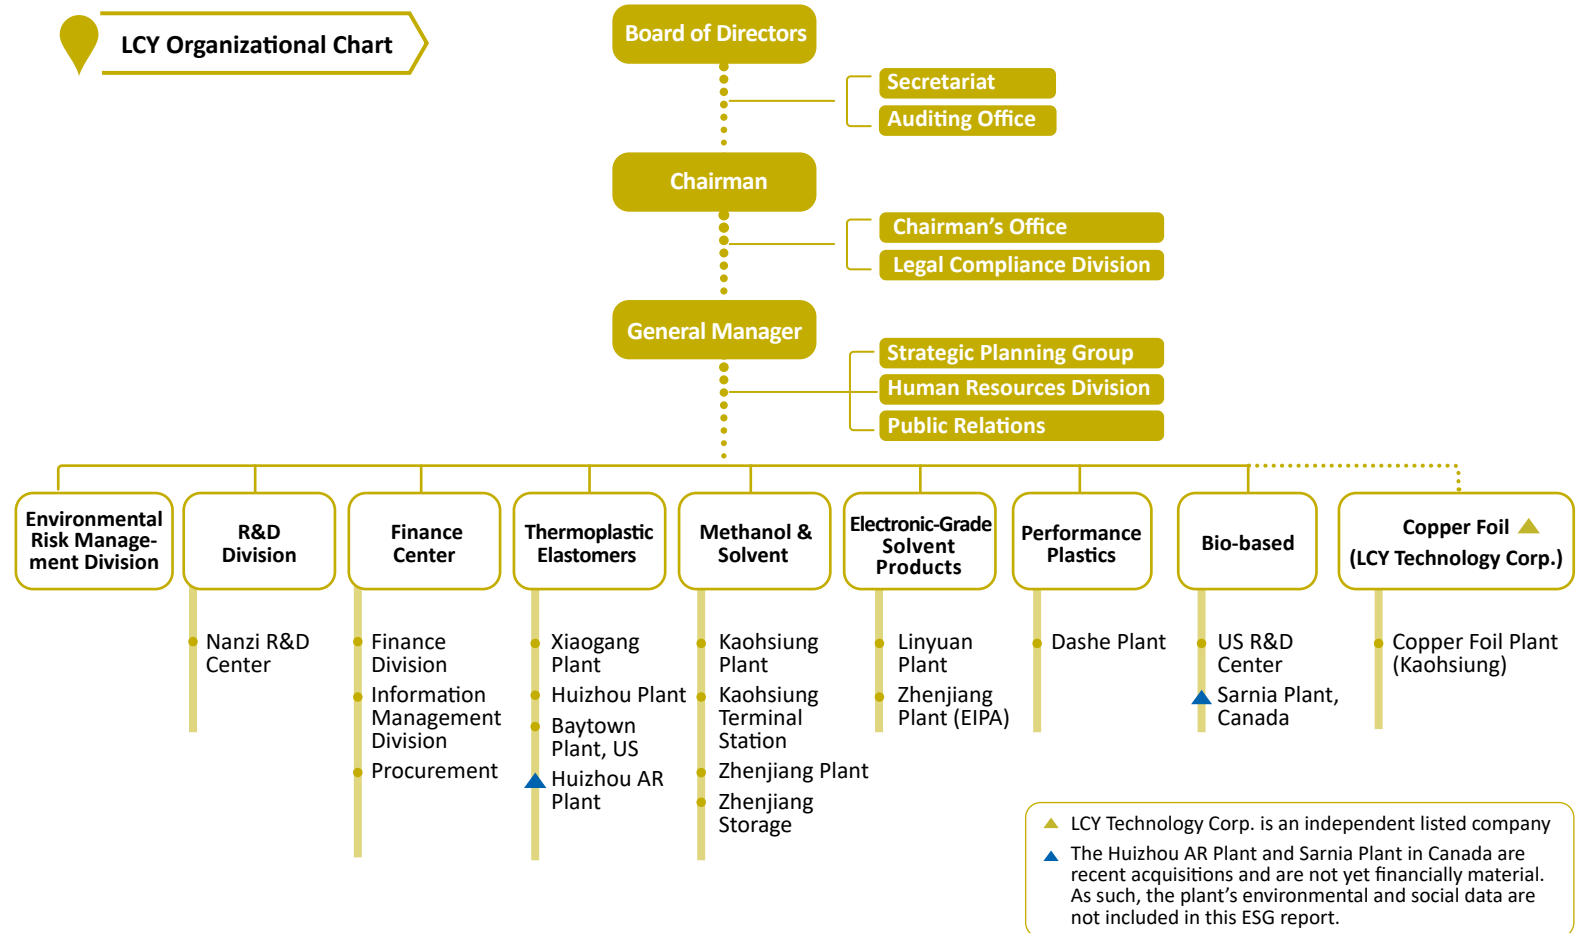 LCY Organizational Chart
Board of Directors
Secretariat
Auditing Office
Chairman
Chairman's Office
Legal Compliance Division
General Manager
Strategic Planning Group
Human Resources Division
Public Relations
Environmental
Risk Manage-
ment Division
R&D
Division
Nanzi R&D
Center
Finance
Center
Finance
Division
Information
Management
Division
Procurement
Thermoplastic
Elastomers
Xiaogang
Plant
Huizhou Plant
Baytown
Plant, US
Huizhou AR
Plant
Methanol &
Solvent
Kaohsiung
Plant
Kaohsiung
Terminal
Station
Zhenjiang Plant
Zhenjiang
Storage
Electronic-Grade
Solvent
Products
Linyuan
Plant
Zhenjiang
Plant (EIPA)
Performance
Plastics
Dashe Plant
Bio-based
US R&D
Center
Sarnia Plant,
Canada
Copper Foil
(LCY Technology Corp.)
Copper Foil Plant
(Kaohsiung)
LCY Technology Corp. is an independent listed company
The Huizhou AR Plant and Sarnia Plant in Canada are
recent acquisitions and are not yet financially material.
As such, the plant's environmental and social data are
not included in this ESG report.